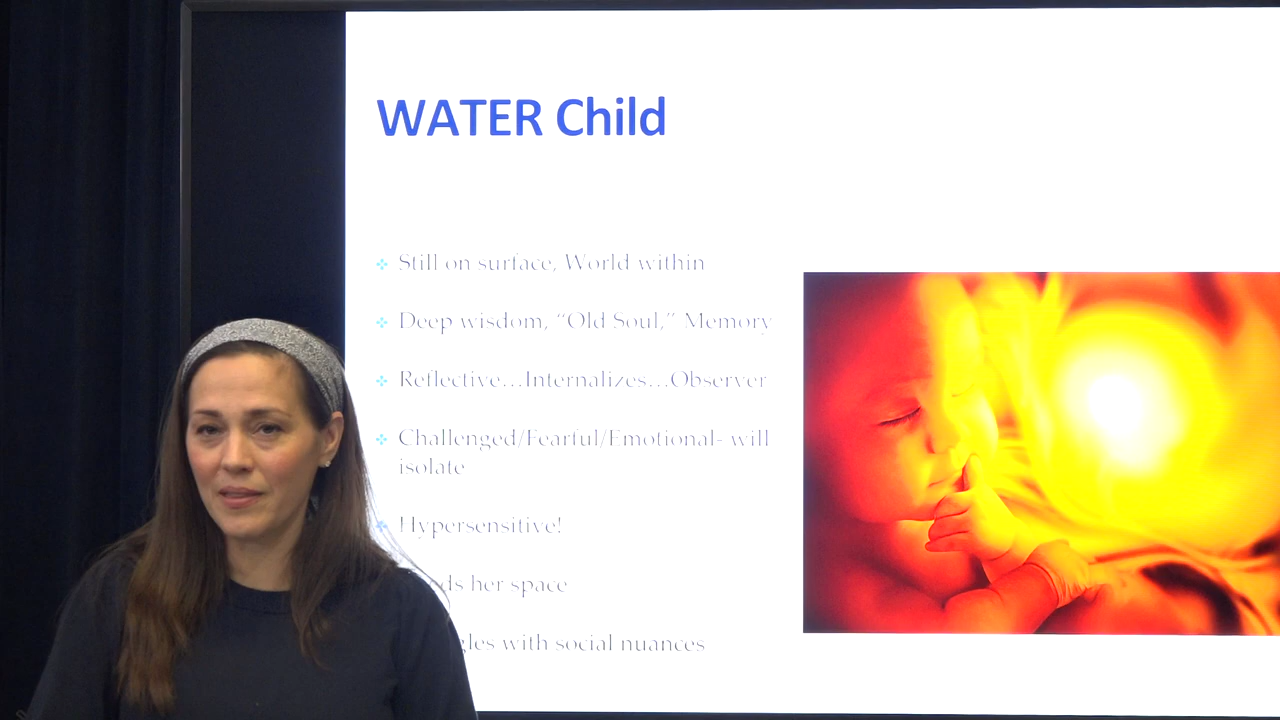 WATER Child
Still on surface, World within
Deep wisdom, “Old Soul,” Memory
Reflective...Internalizes...Observer
Challenged/Fearful/Emotional- will
isolate
Hypersensitive!
her space
with social nuances